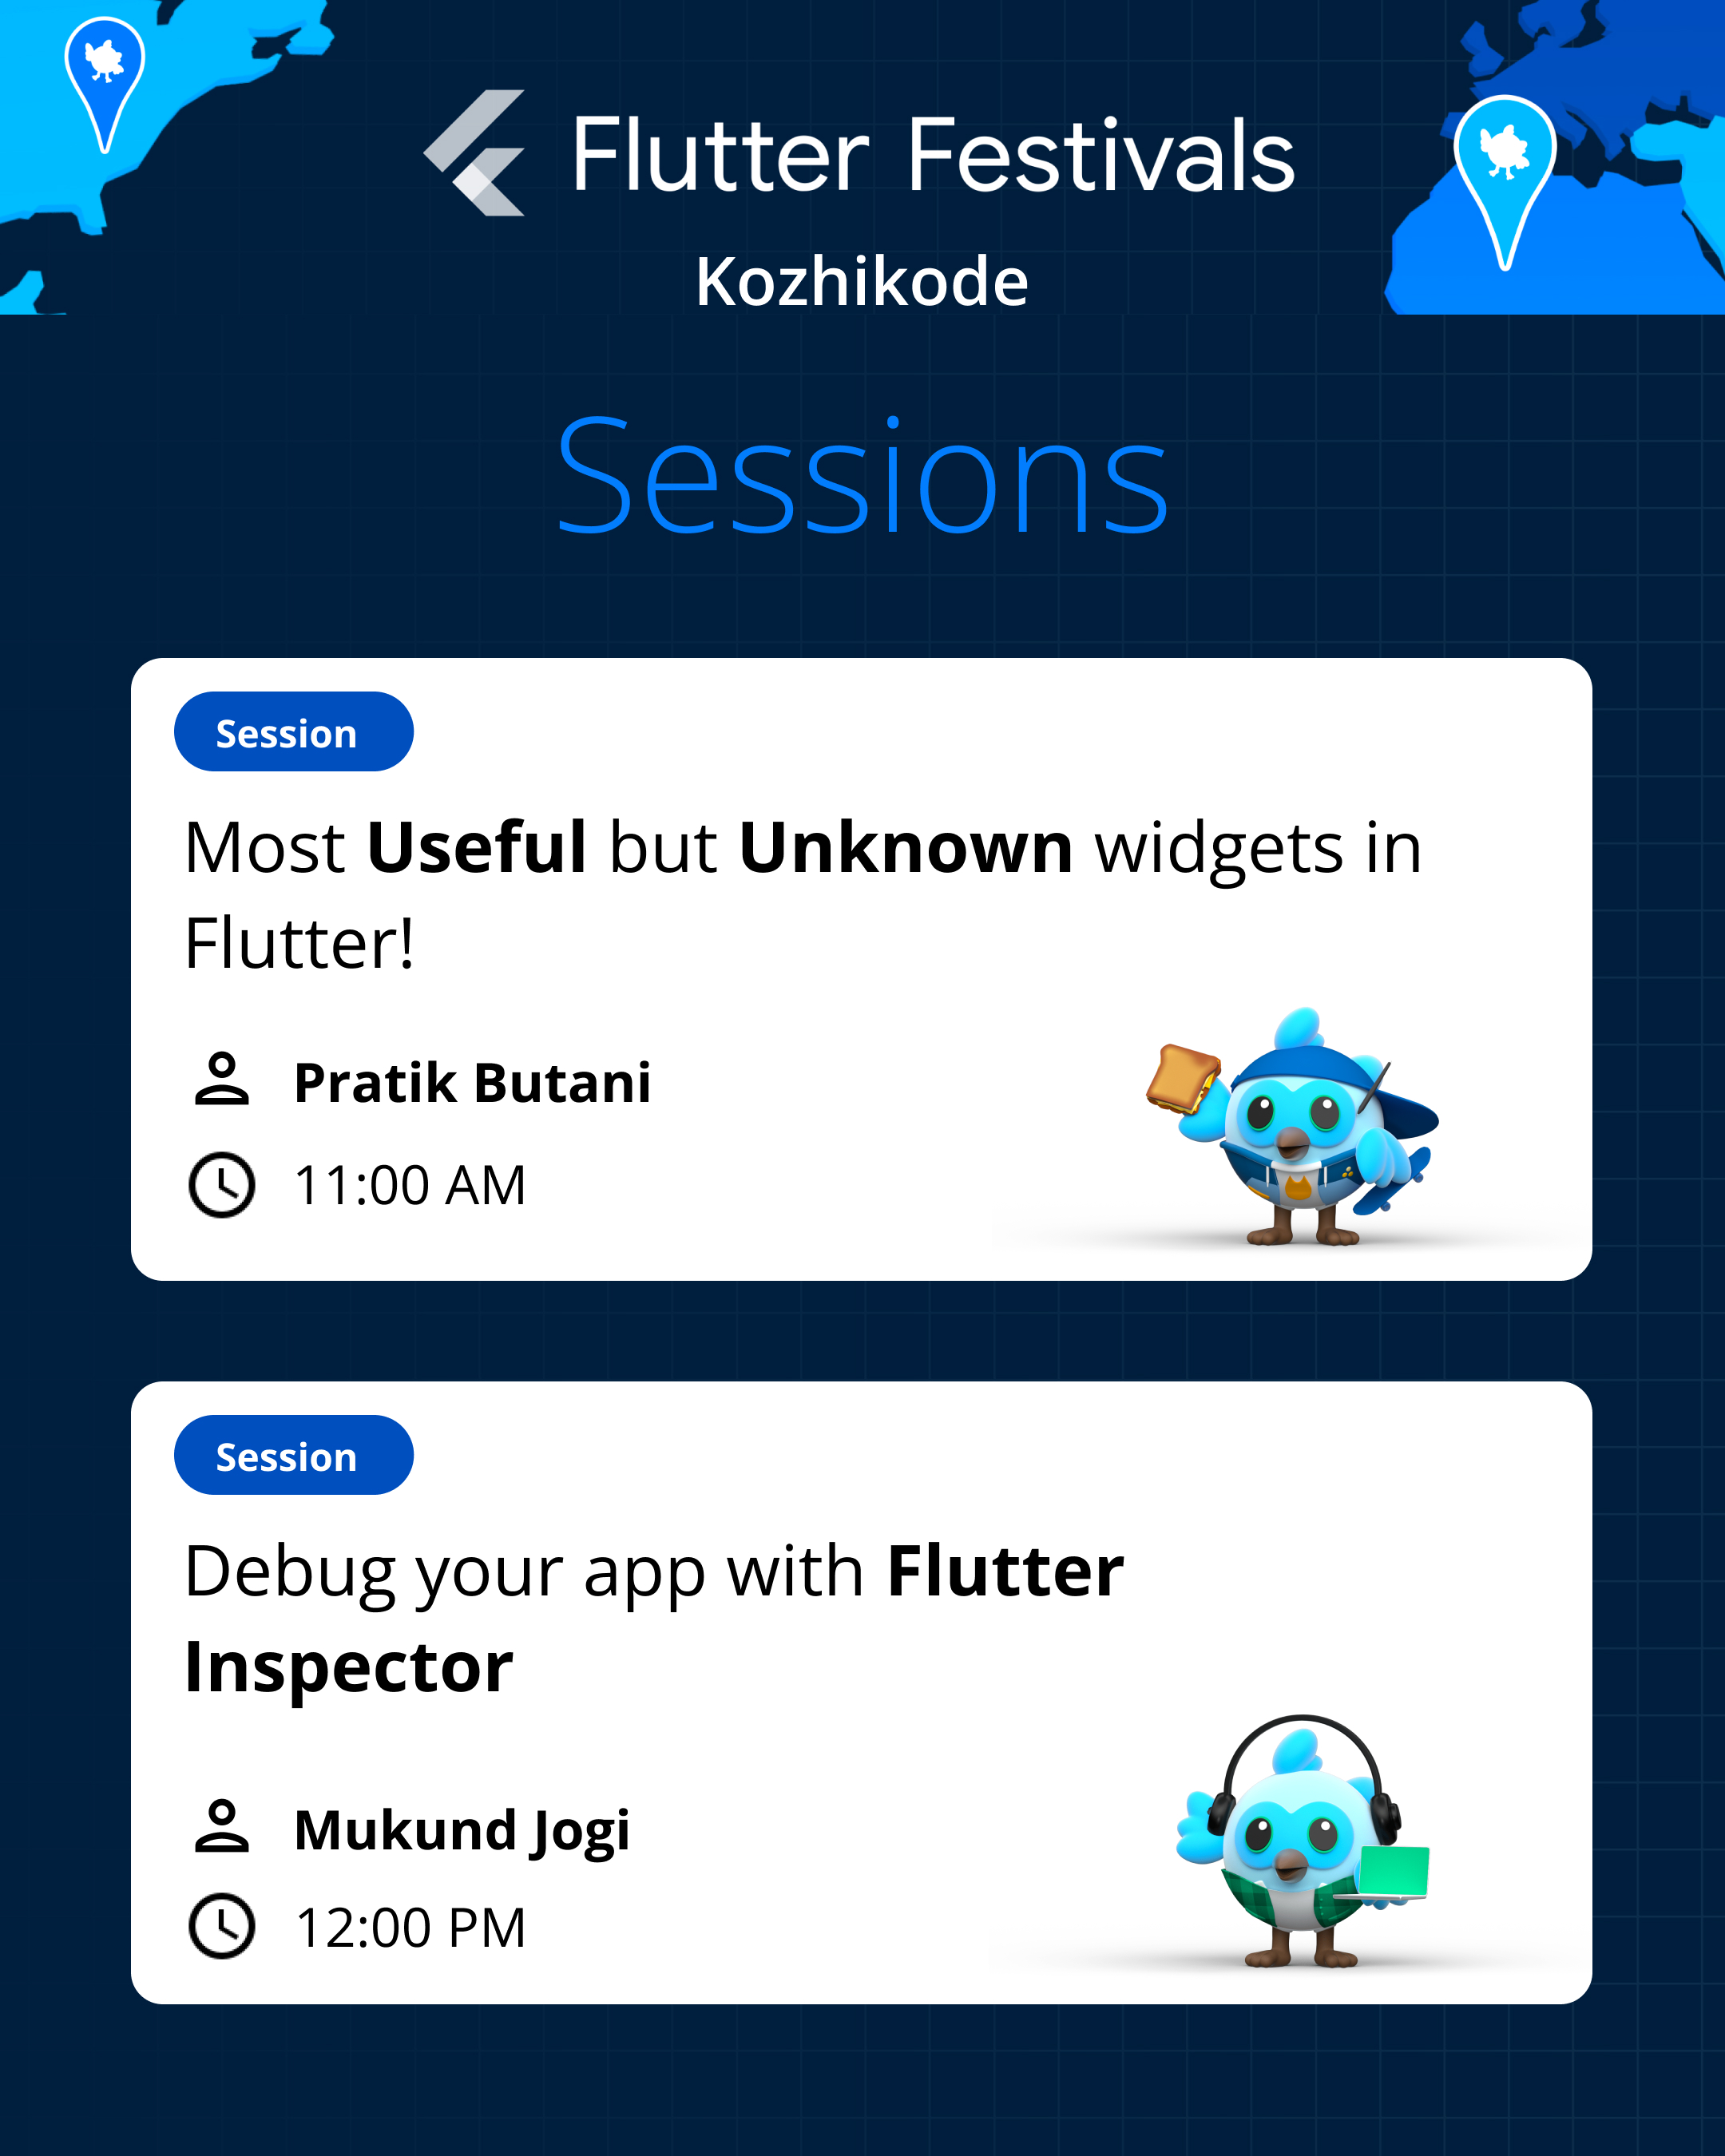 Flutter Festivals
Kozhikode
Sessions
Session
Most Useful but Unknown widgets in
Flutter!
Pratik Butani
11:00 AM
Session
Debug your app with Flutter
Inspector
Mukund Jogi
12:00 PM